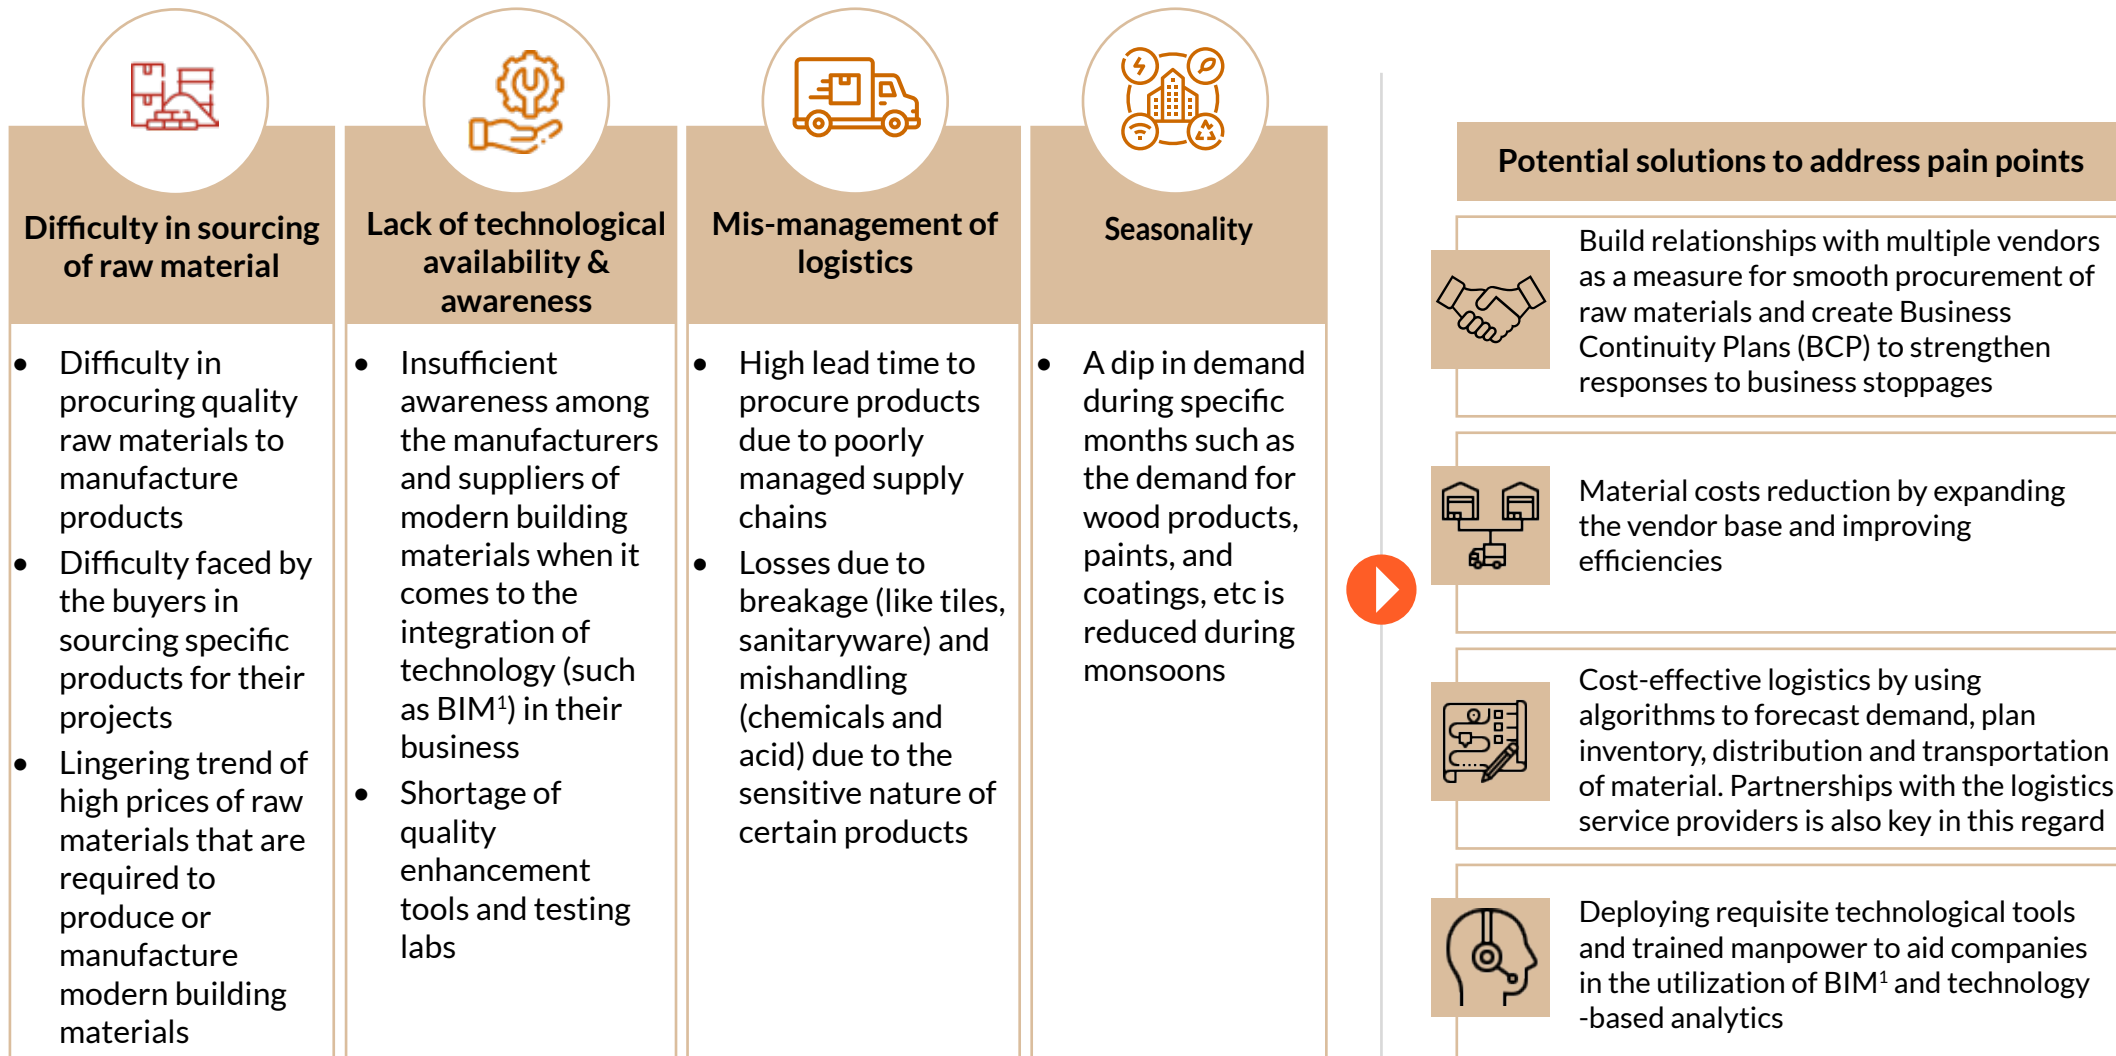 Difficulty in sourcing
of raw material
• Difficulty in
procuring quality
raw materials to
manufacture
products
• Difficulty faced by
the buyers in
sourcing specific
products for their
projects
• Lingering trend of
high prices of raw
materials that are
required to
produce or
manufacture
modern building
materials
Lack of technological
availability &
awareness
• Insufficient
awareness among
the manufacturers
and suppliers of
modern building
materials when it
comes to the
integration of
technology (such
as BIM¹) in their
business
• Shortage of
quality
enhancement
tools and testing
labs
Mis-management of
logistics
• High lead time to
procure products
due to poorly
managed supply
chains
• Losses due to
breakage (like tiles,
sanitaryware) and
mishandling
(chemicals and
acid) due to the
sensitive nature of
certain products
Seasonality
• A dip in demand
during specific
months such as
the demand for
wood products,
paints, and
coatings, etc is
reduced during
monsoons
Potential solutions to address pain points
Build relationships with multiple vendors
as a measure for smooth procurement of
raw materials and create Business
Continuity Plans (BCP) to strengthen
responses to business stoppages
Material costs reduction by expanding
the vendor base and improving
efficiencies
Cost-effective logistics by using
algorithms to forecast demand, plan
inventory, distribution and transportation
of material. Partnerships with the logistics
service providers is also key in this regard
Deploying requisite technological tools
and trained manpower to aid companies
in the utilization of BIM¹ and technology
-based analytics